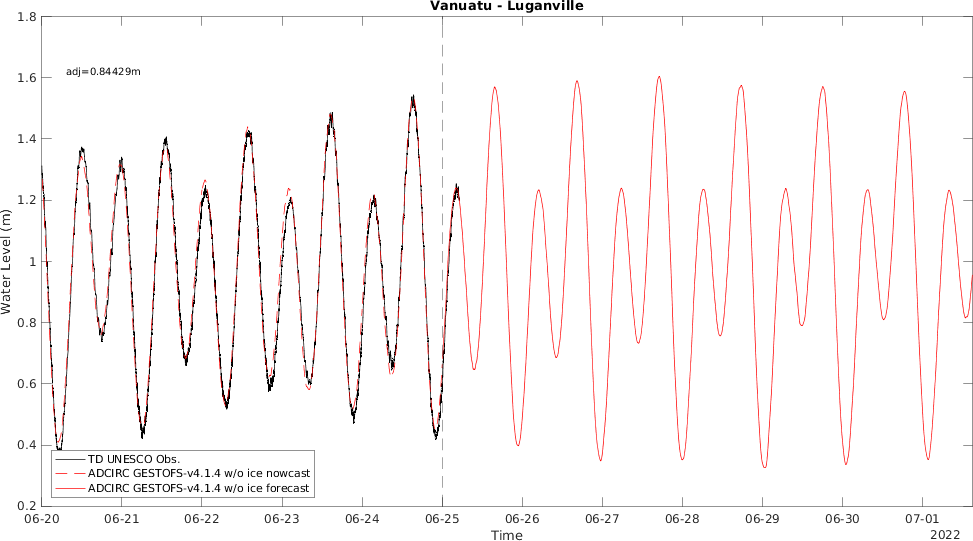 Vanuatu - Luganville
1.8
1.6
1.4
1.2
1
0.8
0.6
0.4
0.2
Water Level (m)
adj=0.84429m
TD UNESCO Obs.
ADCIRC GESTOFS-v4.1.4 w/o ice nowcast
ADCIRC GESTOFS-v4.1.4 w/o ice forecast
06-20 06-21 06-22 06-23 06-24 06-25 06-26 06-27 06-28 06-29 06-30 07-01
Time
2022